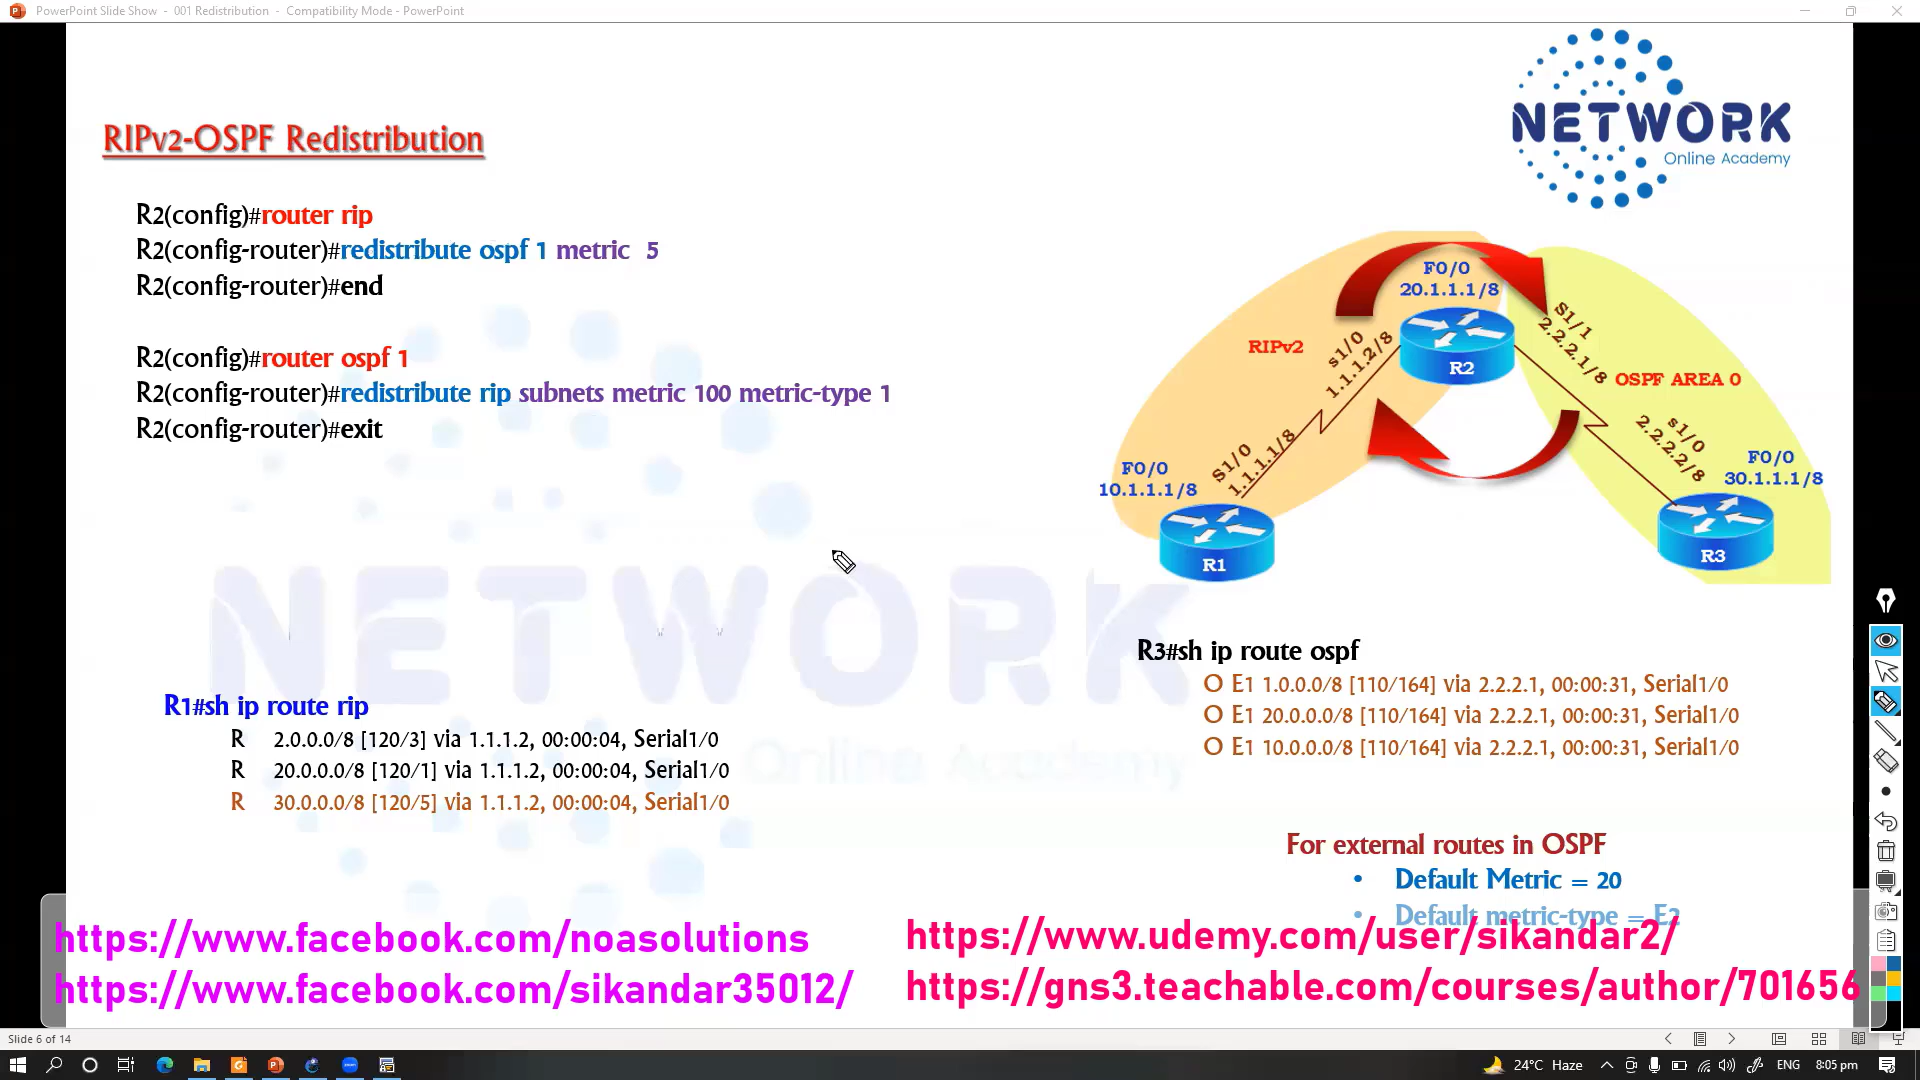 PowerPoint Slide Show - 001 Redistribution - Compatibility Mode - PowerPoint
NETWORK
Online Academy
RIPv2-OSPF Redistribution
R2(config)#router rip
R2(config-router)#redistribute ospf 1 metric 5
R2(config-router)#end
R2(config)#router ospf 1
R2(config-router)#redistribute rip subnets metric 100 metric-type 1
R2(config-router)#exit
F0/0
20.1.1.1/8
RIPv2
s1/0
1.1.1.2/8
R2
S1/1
2.2.2.1/8
OSPF AREA 0
S1/0
1.1.1.1/8
s1/0
2.2.2.2/8
F0/0
10.1.1.1/8
F0/0
30.1.1.1/8
R1
R3
NETWORK
Online Academy
R1#sh ip route rip
R 2.0.0.0/8 [120/3] via 1.1.1.2, 00:00:04, Serial1/0
R 20.0.0.0/8 [120/1] via 1.1.1.2, 00:00:04, Serial1/0
R 30.0.0.0/8 [120/5] via 1.1.1.2, 00:00:04, Serial1/0
R3#sh ip route ospf
O E1 1.0.0.0/8 [110/164] via 2.2.2.1, 00:00:31, Serial1/0
O E1 20.0.0.0/8 [110/164] via 2.2.2.1, 00:00:31, Serial1/0
O E1 10.0.0.0/8 [110/164] via 2.2.2.1, 00:00:31, Serial1/0
For external routes in OSPF
• Default Metric = 20
• Default metric-type = E2
https://www.facebook.com/noasolutions
https://www.facebook.com/sikandar35012/
https://www.udemy.com/user/sikandar2/
https://gns3.teachable.com/courses/author/701656
Slide 6 of 14
24°C Haze
ENG
8:05 pm